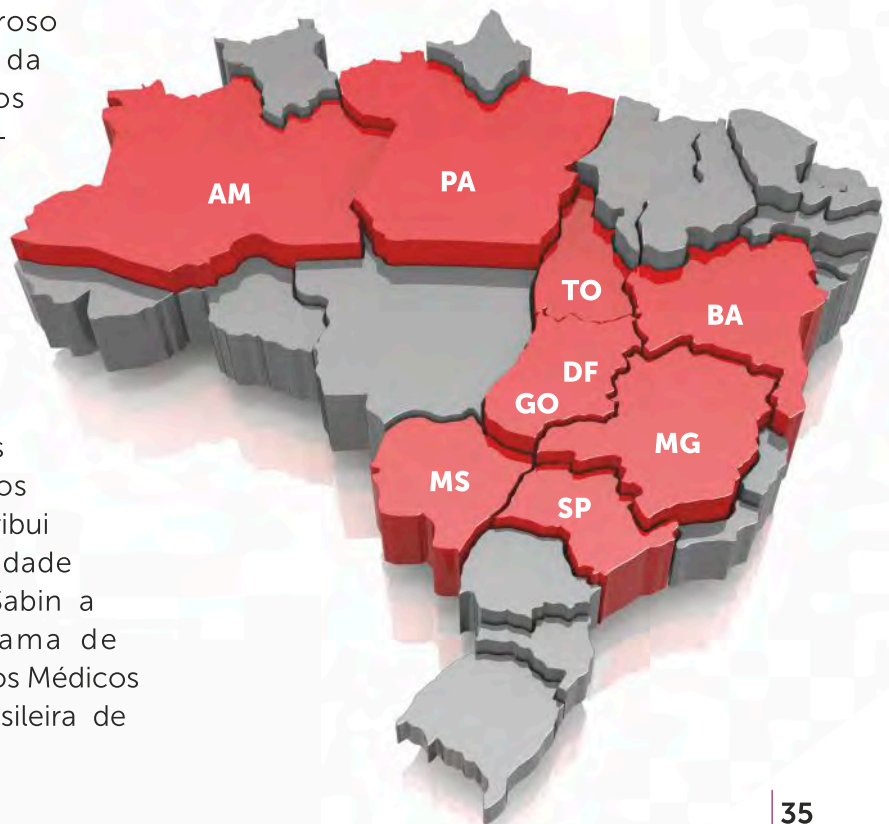 roso
da
os
-
AM
PA
TO
BA
DF
GO
MG
MS
SP
s
os
ibui
dade
Sabin a
ama de
os Médicos
sileira de
35